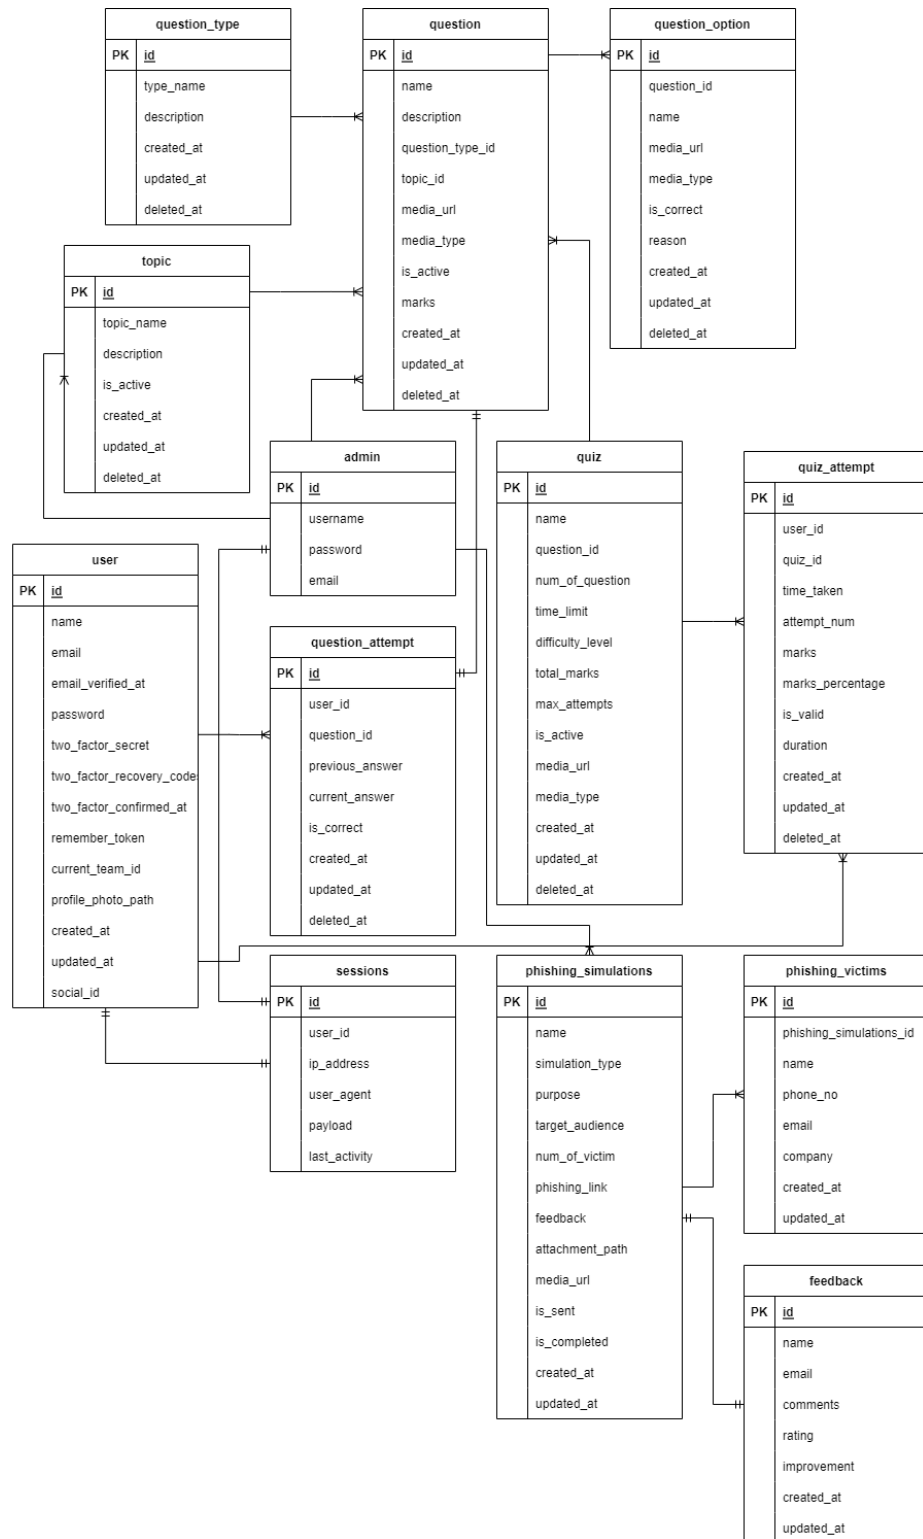 question_type
PK id
type_name
description
created_at
updated_at
deleted_at
question
PK id
name
description
question_type_id
topic_id
media_url
media_type
is_active
marks
created_at
updated_at
deleted_at
question_option
PK id
question_id
name
media_url
media_type
is_correct
reason
created_at
updated_at
deleted_at
topic
PK id
topic_name
description
is_active
created_at
updated_at
deleted_at
admin
PK id
username
password
email
quiz
PK id
name
question_id
num_of_question
time_limit
difficulty_level
total_marks
max_attempts
is_active
media_url
media_type
created_at
updated_at
deleted_at
quiz_attempt
PK id
user_id
quiz_id
time_taken
attempt_num
marks
marks_percentage
is_valid
duration
created_at
updated_at
deleted_at
user
PK id
name
email
email_verified_at
password
two_factor_secret
two_factor_recovery_codes
two_factor_confirmed_at
remember_token
current_team_id
profile_photo_path
created_at
updated_at
social_id
question_attempt
PK id
user_id
question_id
previous_answer
current_answer
is_correct
created_at
updated_at
deleted_at
sessions
PK id
user_id
ip_address
user_agent
payload
last_activity
phishing_simulations
PK id
name
simulation_type
purpose
target_audience
num_of_victim
phishing_link
feedback
attachment_path
media_url
is_sent
is_completed
created_at
updated_at
phishing_victims
PK id
phishing_simulations_id
name
phone_no
email
company
created_at
updated_at
feedback
PK id
name
email
comments
rating
improvement
created_at
updated_at